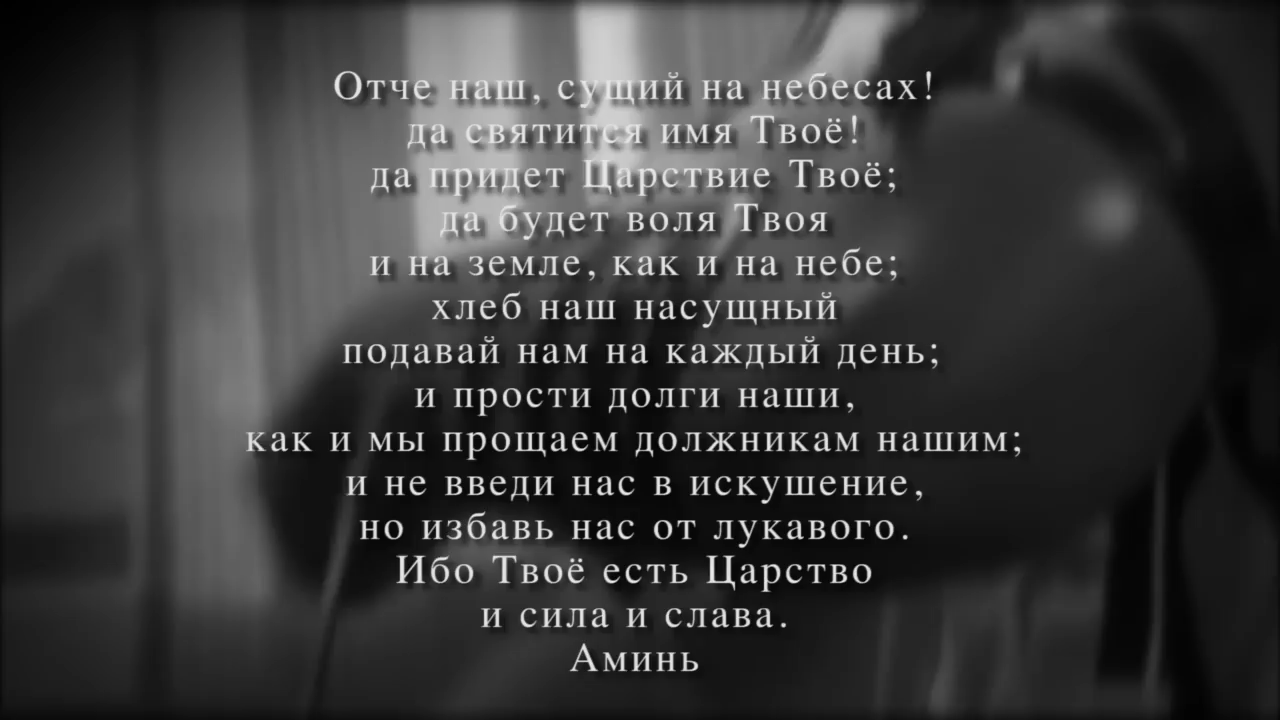 Отче наш, сущий на небесах!
да святится имя Твоё!
да придет Царствие Твоё;
да будет воля Твоя
и на земле, как и на небе;
хлеб наш насущный
подавай нам на каждый день;
и прости долги наши,
как и мы прощаем должникам нашим;
и не введи нас в искушение,
но избавь нас от лукавого.
Ибо Твоё есть Царство
и сила и слава.
Аминь